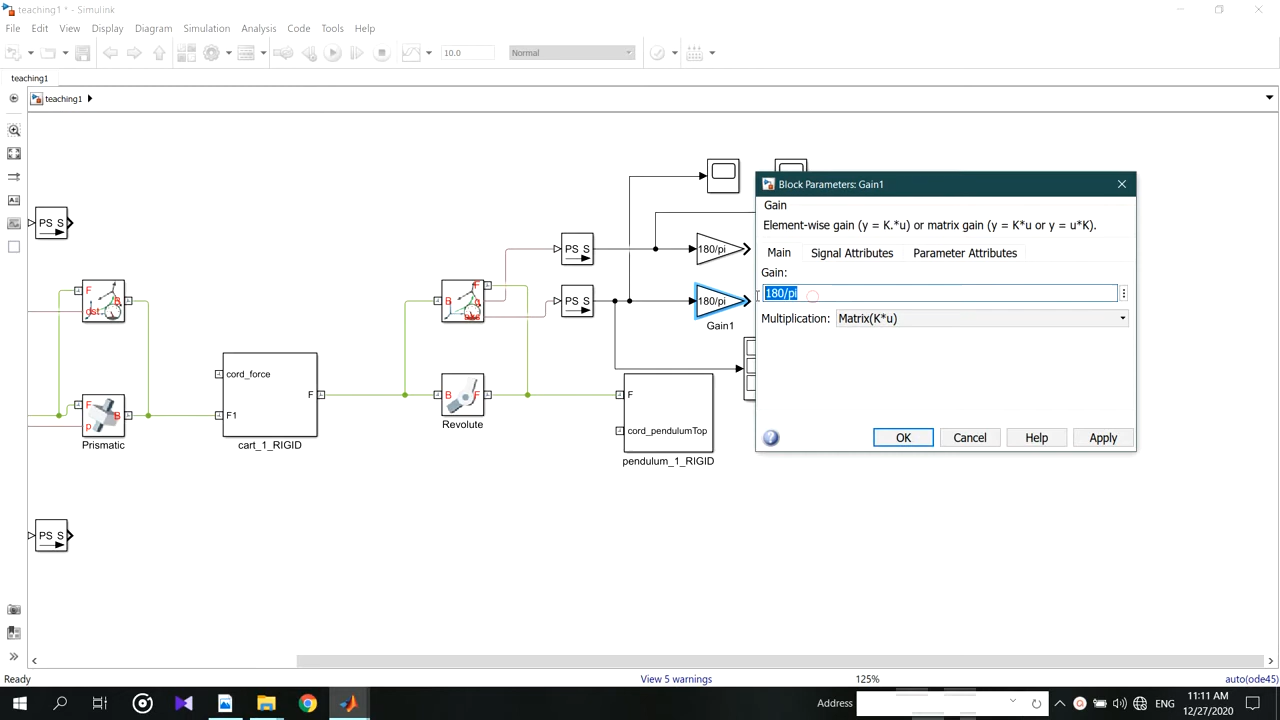 teaching1 * - Simulink
File Edit View Display Diagram Simulation Analysis Code Tools Help
10.0 Normal
teaching1
teaching1
PS S
F
B
dst
F
B
p
Prismatic
cord_force
F1
F
cart_1_RIGID
F
B
B
F
Revolute
PS S
PS S
180/pi
180/pi
Gain1
F
cord_pendulumTop
pendulum_1_RIGID
PS S
Block Parameters: Gain1
Gain
Element-wise gain (y = K.*u) or matrix gain (y = K*u or y = u*K).
Main Signal Attributes Parameter Attributes
Gain:
180/pi
Multiplication: Matrix(K*u)
OK Cancel Help Apply
Ready View 5 warnings 125% auto(ode45)
Address ENG 11:11 AM
12/27/2020